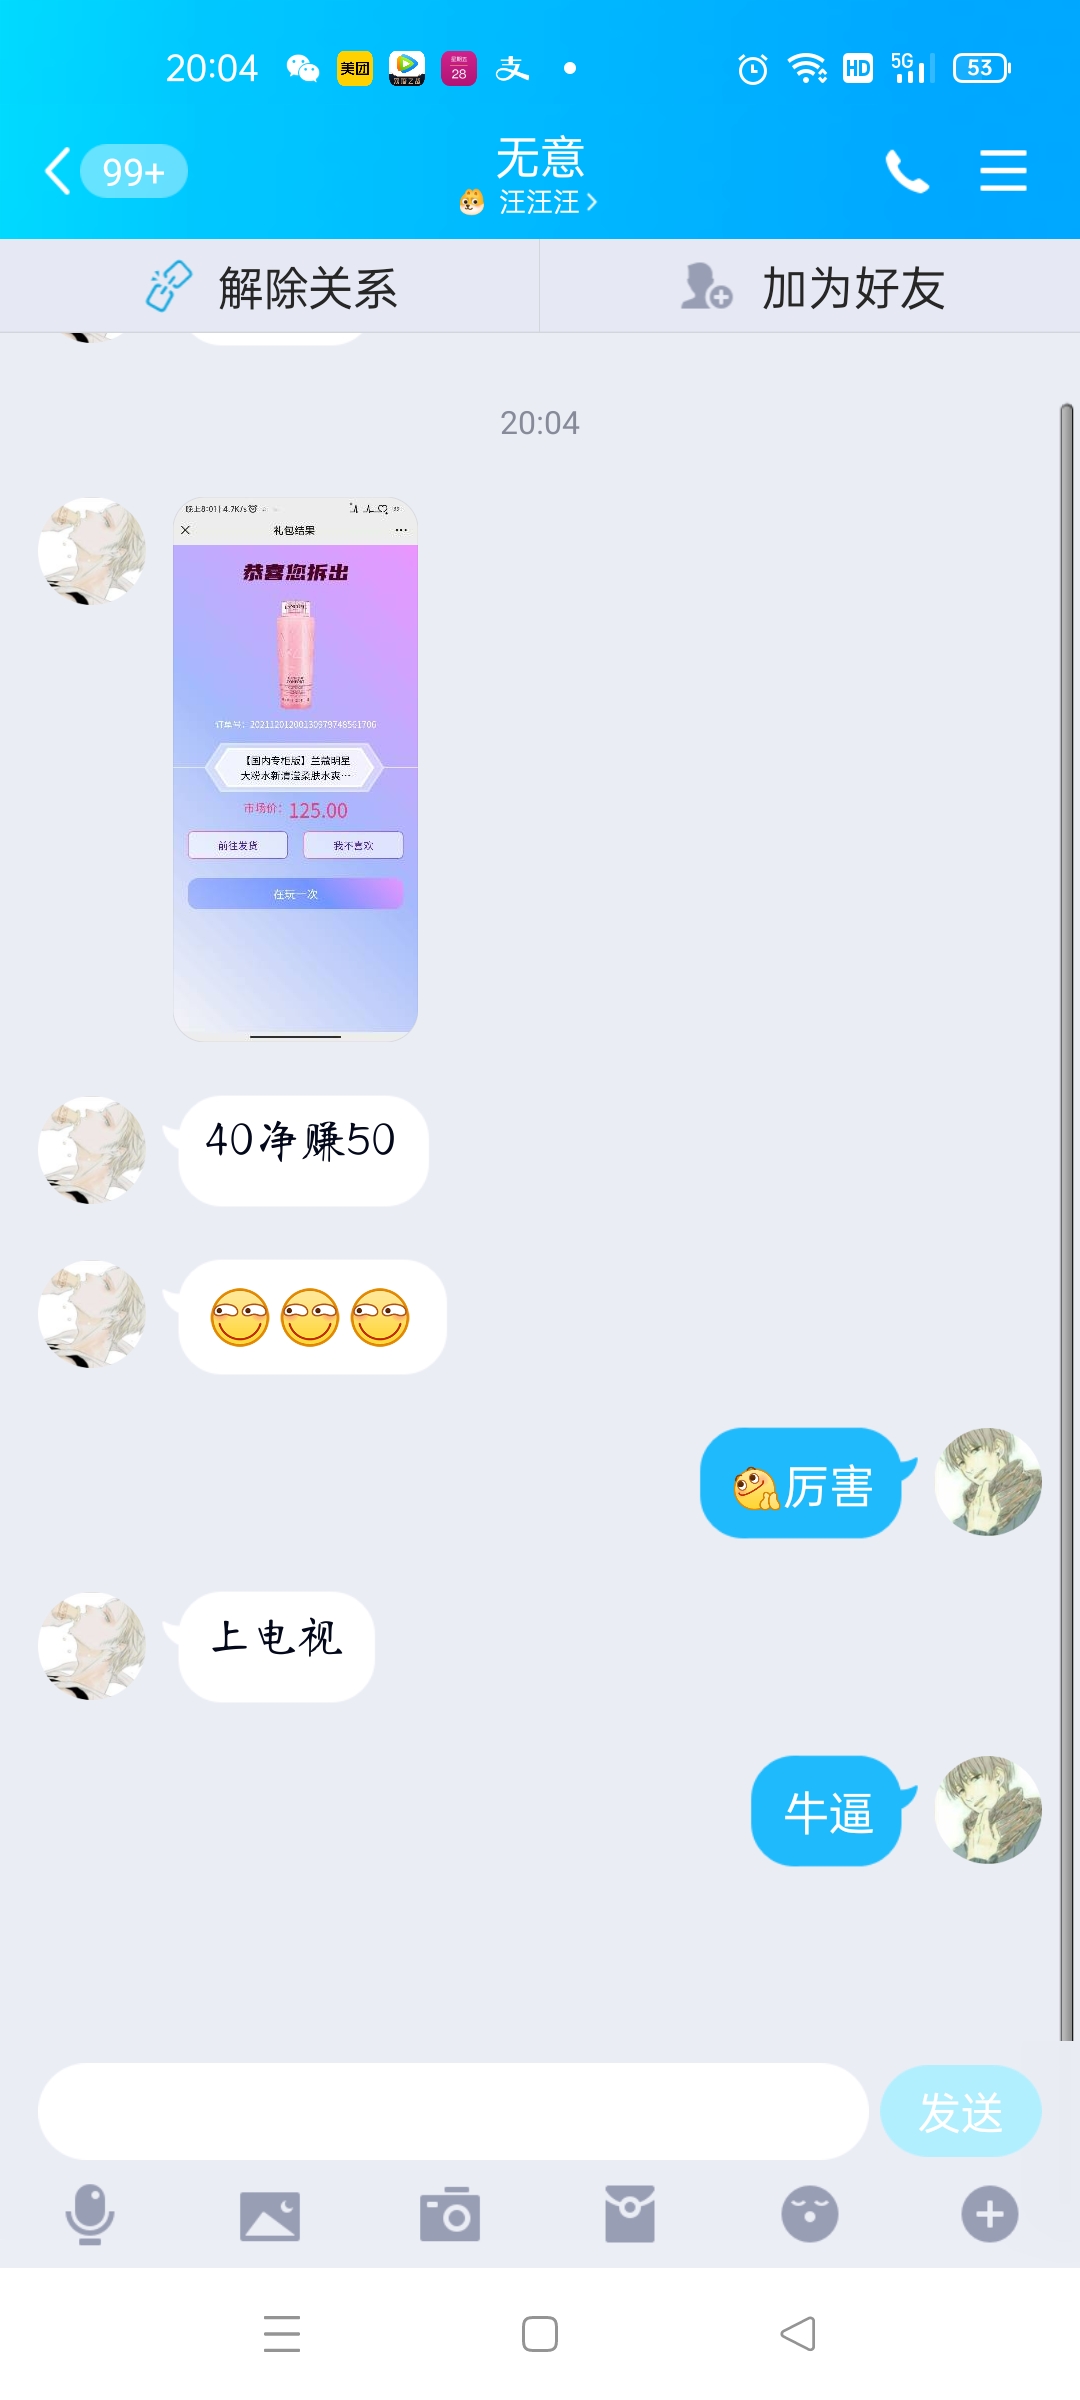 20:04 美团 星期五 28 支 HD 5G 53
99+ 无意
汪汪汪
解除关系 加为好友
20:04
晚上8:01 | 4.7K/s
礼包结果
恭喜您拆出
【国内专柜版】兰蔻明星
大粉水新清滢柔肤水爽…
市场价: 125.00
前往发货 我不喜欢
在玩一次
40净赚50
厉害
上电视
牛逼
发送